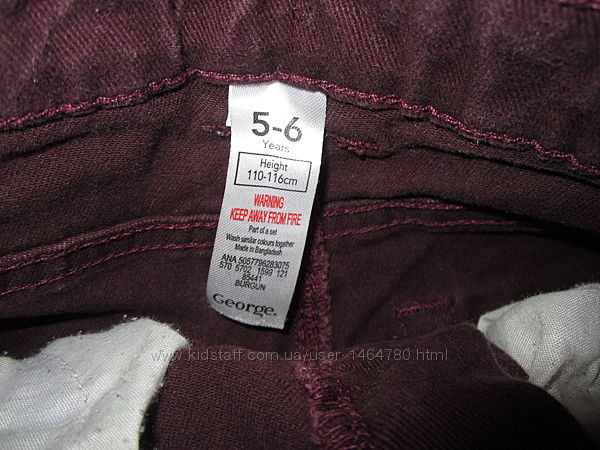 5-6
Years
Height
110-116cm
WARNING
KEEP AWAY FROM FIRE
Part of a set
Wash similar colours together
Made in Bangladesh
ANA 5057796283075
570 5702 1599 121
85441
BURGUN
George.
www.kidstaff.com.ua/user-1464780.html